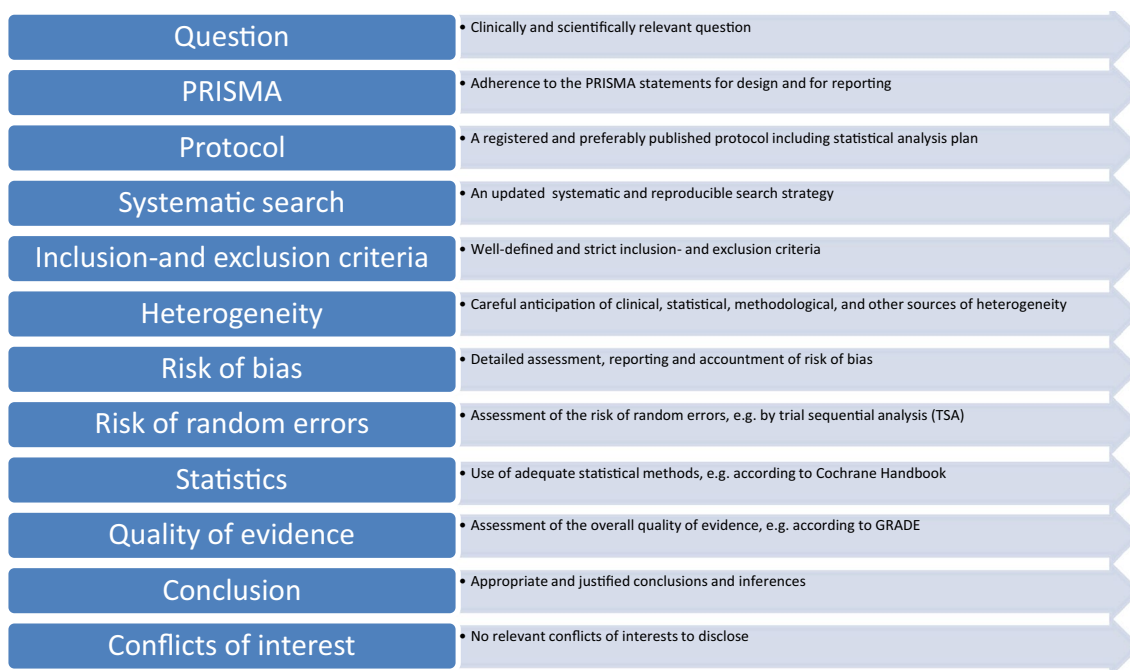 Question
• Clinically and scientifically relevant question
PRISMA
• Adherence to the PRISMA statements for design and for reporting
Protocol
• A registered and preferably published protocol including statistical analysis plan
Systematic search
• An updated systematic and reproducible search strategy
Inclusion-and exclusion criteria
• Well-defined and strict inclusion- and exclusion criteria
Heterogeneity
• Careful anticipation of clinical, statistical, methodological, and other sources of heterogeneity
Risk of bias
• Detailed assessment, reporting and accountment of risk of bias
Risk of random errors
• Assessment of the risk of random errors, e.g. by trial sequential analysis (TSA)
Statistics
• Use of adequate statistical methods, e.g. according to Cochrane Handbook
Quality of evidence
• Assessment of the overall quality of evidence, e.g. according to GRADE
Conclusion
• Appropriate and justified conclusions and inferences
Conflicts of interest
• No relevant conflicts of interests to disclose